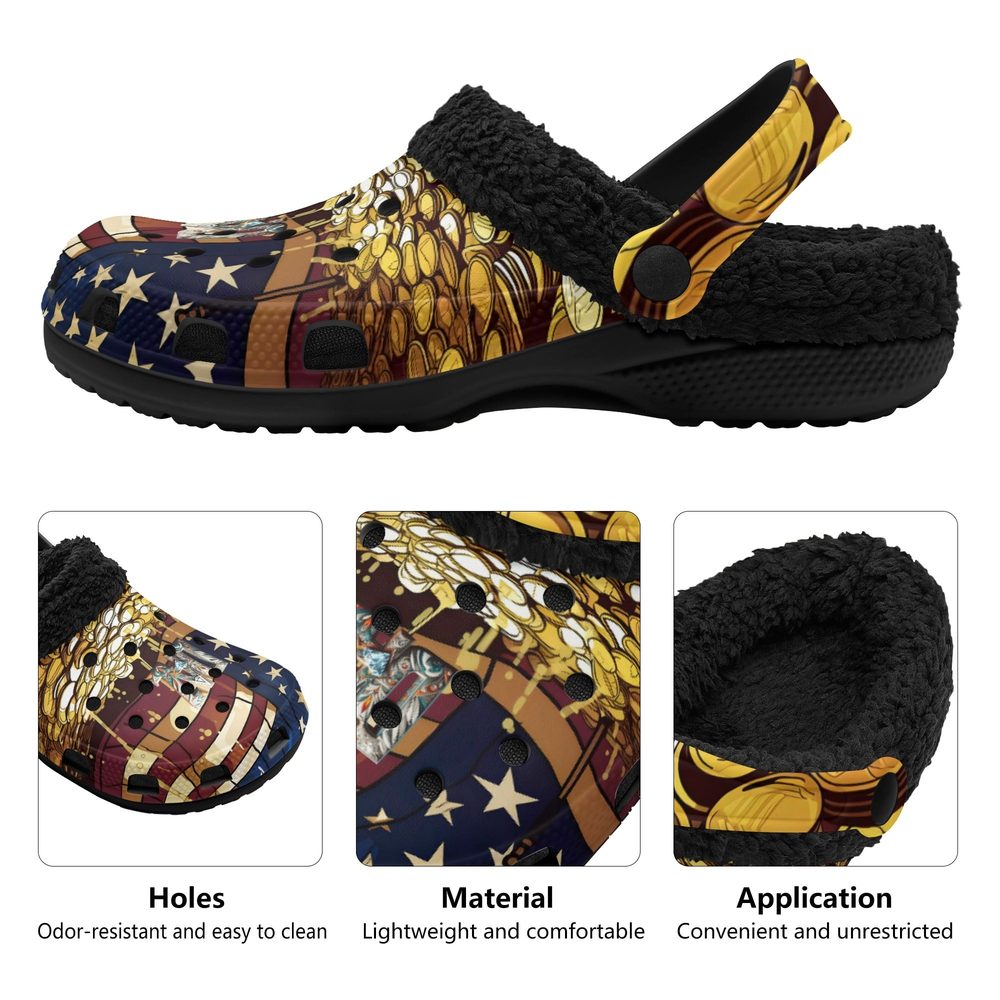 Holes
Odor-resistant and easy to clean
Material
Lightweight and comfortable
Application
Convenient and unrestricted